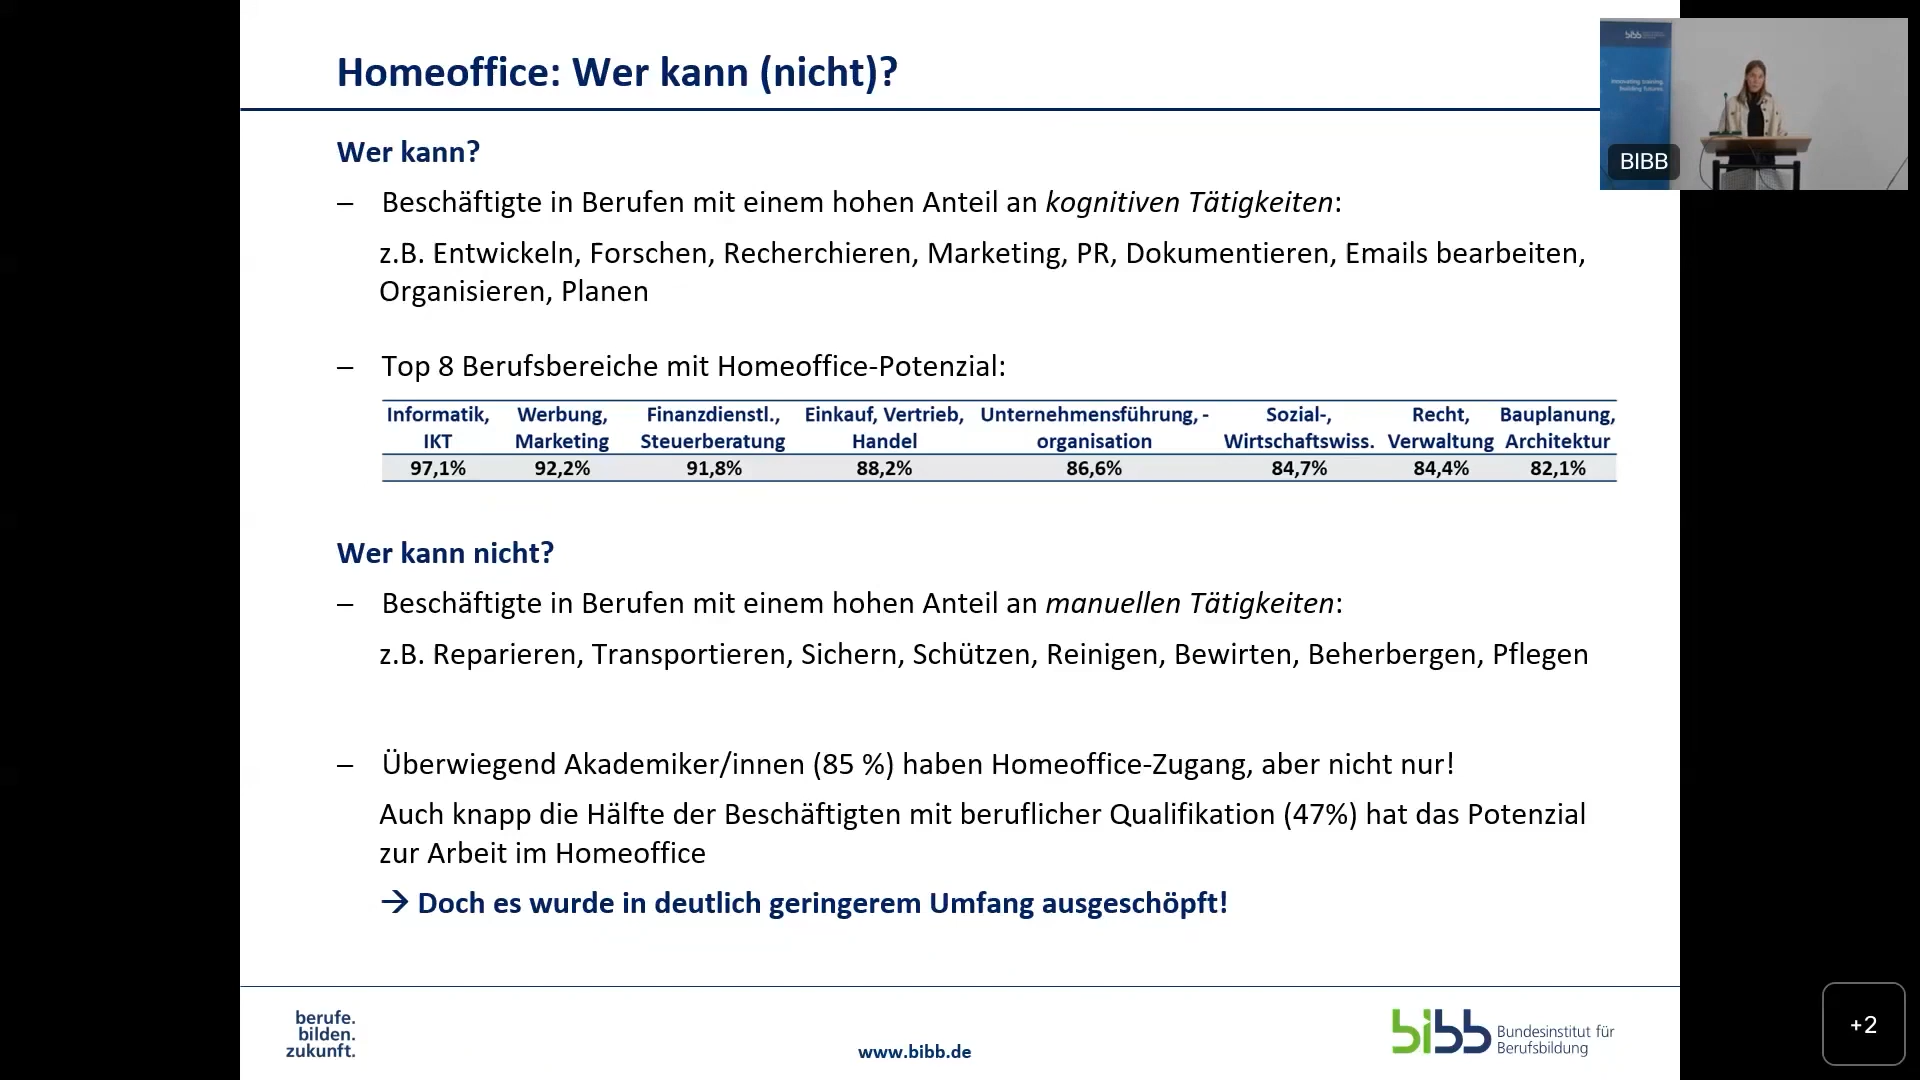 Homeoffice: Wer kann (nicht)?
Wer kann?
– Beschäftigte in Berufen mit einem hohen Anteil an kognitiven Tätigkeiten:
z.B. Entwickeln, Forschen, Recherchieren, Marketing, PR, Dokumentieren, Emails bearbeiten,
Organisieren, Planen
– Top 8 Berufsbereiche mit Homeoffice-Potenzial:
Informatik, Werbung, Finanzdienstl., Einkauf, Vertrieb, Unternehmensführung, - Sozial-, Recht, Bauplanung,
IKT Marketing Steuerberatung Handel organisation Wirtschaftswiss. Verwaltung Architektur
97,1% 92,2% 91,8% 88,2% 86,6% 84,7% 84,4% 82,1%
Wer kann nicht?
– Beschäftigte in Berufen mit einem hohen Anteil an manuellen Tätigkeiten:
z.B. Reparieren, Transportieren, Sichern, Schützen, Reinigen, Bewirten, Beherbergen, Pflegen
– Überwiegend Akademiker/innen (85 %) haben Homeoffice-Zugang, aber nicht nur!
Auch knapp die Hälfte der Beschäftigten mit beruflicher Qualifikation (47%) hat das Potenzial
zur Arbeit im Homeoffice
→ Doch es wurde in deutlich geringerem Umfang ausgeschöpft!
berufe.
bilden.
zukunft.
www.bibb.de
bibb Bundesinstitut für
Berufsbildung
bibb
Innovating training,
building futures.
BIBB
+2